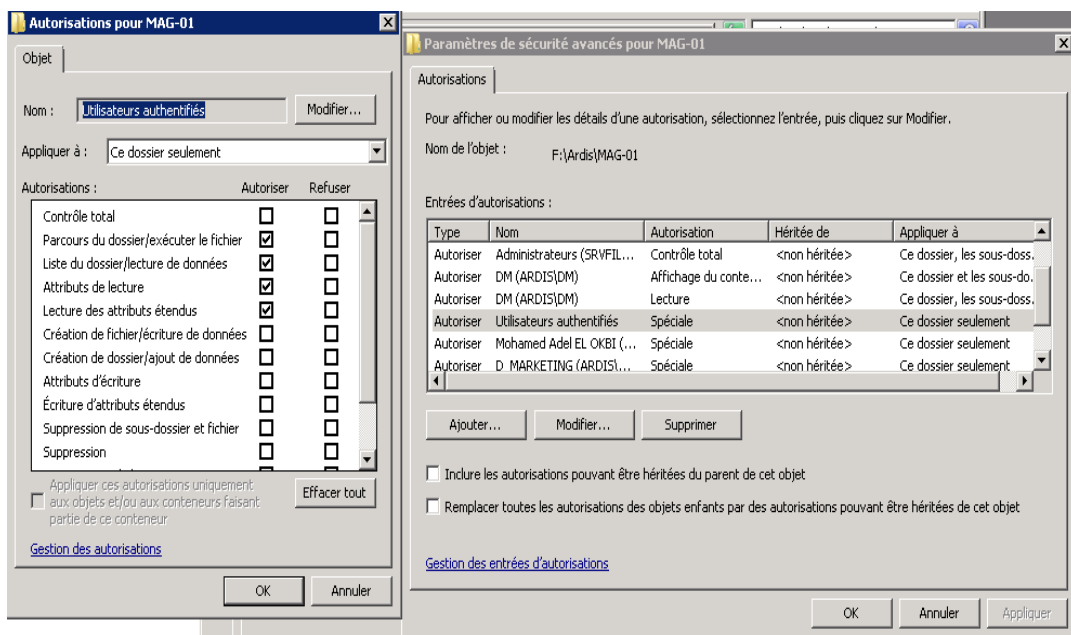 Autorisations pour MAG-01
Objet
Nom : Utilisateurs authentifiés Modifier...
Appliquer à : Ce dossier seulement
Autorisations : Autoriser Refuser
Contrôle total
Parcours du dossier/exécuter le fichier
Liste du dossier/lecture de données
Attributs de lecture
Lecture des attributs étendus
Création de fichier/écriture de données
Création de dossier/ajout de données
Attributs d'écriture
Écriture d'attributs étendus
Suppression de sous-dossier et fichier
Suppression
Appliquer ces autorisations uniquement
aux objets et/ou aux conteneurs faisant
partie de ce conteneur
Effacer tout
Gestion des autorisations
OK Annuler
Paramètres de sécurité avancés pour MAG-01
Autorisations
Pour afficher ou modifier les détails d'une autorisation, sélectionnez l'entrée, puis cliquez sur Modifier.
Nom de l'objet : F:\Ardis\MAG-01
Entrées d'autorisations :
Type Nom Autorisation Héritée de Appliquer à
Autoriser Administrateurs (SRVFIL... Contrôle total <non héritée> Ce dossier, les sous-doss.
Autoriser DM (ARDIS\DM) Affichage du conte... <non héritée> Ce dossier et les sous-do.
Autoriser DM (ARDIS\DM) Lecture <non héritée> Ce dossier, les sous-doss.
Autoriser Utilisateurs authentifiés Spéciale <non héritée> Ce dossier seulement
Autoriser Mohamed Adel EL OKBI (... Spéciale <non héritée> Ce dossier seulement
Autoriser D_MARKETING (ARDIS\... Spéciale <non héritée> Ce dossier seulement
Ajouter... Modifier... Supprimer
Inclure les autorisations pouvant être héritées du parent de cet objet
Remplacer toutes les autorisations des objets enfants par des autorisations pouvant être héritées de cet objet
Gestion des entrées d'autorisations
OK Annuler Appliquer